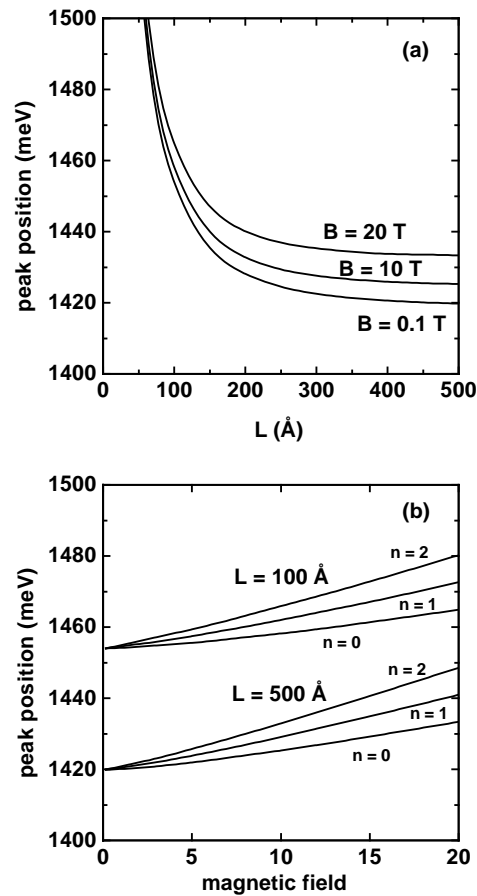 1500
1480
1460
1440
1420
1400
peak position (meV)
(a)
B = 20 T
B = 10 T
B = 0.1 T
0 100 200 300 400 500
L (Å)
1500
1480
1460
1440
1420
1400
peak position (meV)
(b)
n = 2
L = 100 Å
n = 1
n = 0
n = 2
L = 500 Å
n = 1
n = 0
0 5 10 15 20
magnetic field